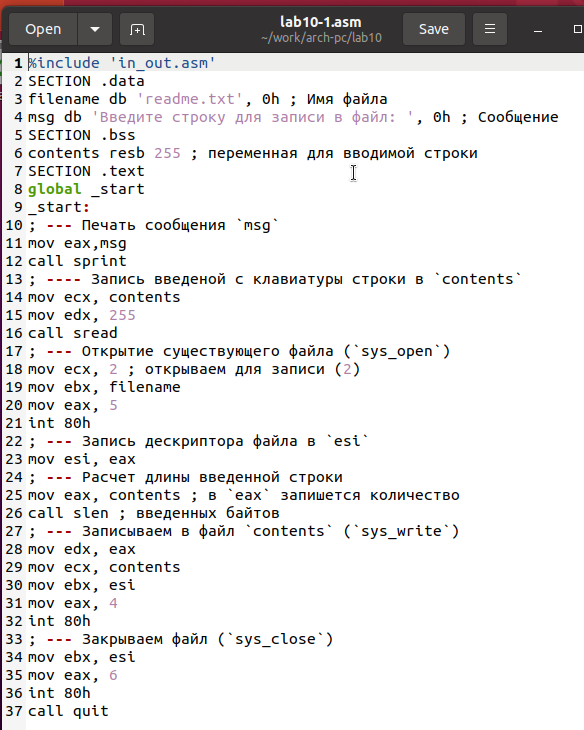 Open
lab10-1.asm
~/work/arch-pc/lab10
Save
1 %include 'in_out.asm'
2 SECTION .data
3 filename db 'readme.txt', 0h ; Имя файла
4 msg db 'Введите строку для записи в файл: ', 0h ; Сообщение
5 SECTION .bss
6 contents resb 255 ; переменная для вводимой строки
7 SECTION .text
8 global _start
9 _start:
10 ; --- Печать сообщения `msg`
11 mov eax,msg
12 call sprint
13 ; ---- Запись введеной с клавиатуры строки в `contents`
14 mov ecx, contents
15 mov edx, 255
16 call sread
17 ; --- Открытие существующего файла (`sys_open`)
18 mov ecx, 2 ; открываем для записи (2)
19 mov ebx, filename
20 mov eax, 5
21 int 80h
22 ; --- Запись дескриптора файла в `esi`
23 mov esi, eax
24 ; --- Расчет длины введенной строки
25 mov eax, contents ; в `eax` запишется количество
26 call slen ; введенных байтов
27 ; --- Записываем в файл `contents` (`sys_write`)
28 mov edx, eax
29 mov ecx, contents
30 mov ebx, esi
31 mov eax, 4
32 int 80h
33 ; --- Закрываем файл (`sys_close`)
34 mov ebx, esi
35 mov eax, 6
36 int 80h
37 call quit